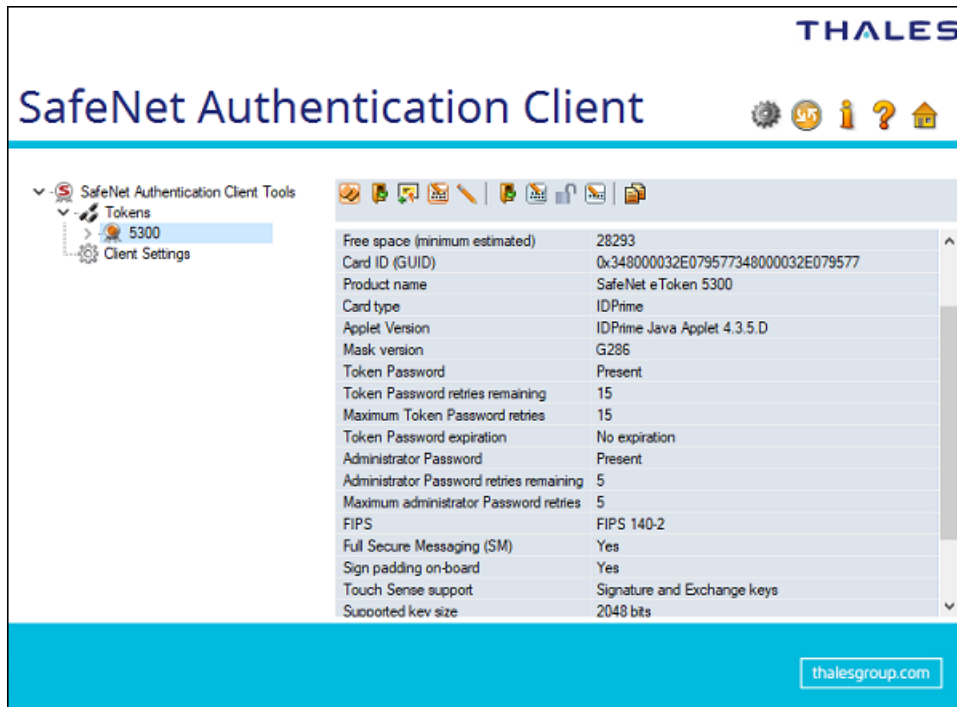 THALES
SafeNet Authentication Client
SafeNet Authentication Client Tools
Tokens
5300
Client Settings
Free space (minimum estimated) 28293
Card ID (GUID) 0x348000032E079577348000032E079577
Product name SafeNet eToken 5300
Card type IDPrime
Applet Version IDPrime Java Applet 4.3.5.D
Mask version G286
Token Password Present
Token Password retries remaining 15
Maximum Token Password retries 15
Token Password expiration No expiration
Administrator Password Present
Administrator Password retries remaining 5
Maximum administrator Password retries 5
FIPS FIPS 140-2
Full Secure Messaging (SM) Yes
Sign padding on-board Yes
Touch Sense support Signature and Exchange keys
Supported key size 2048 bits
thalesgroup.com